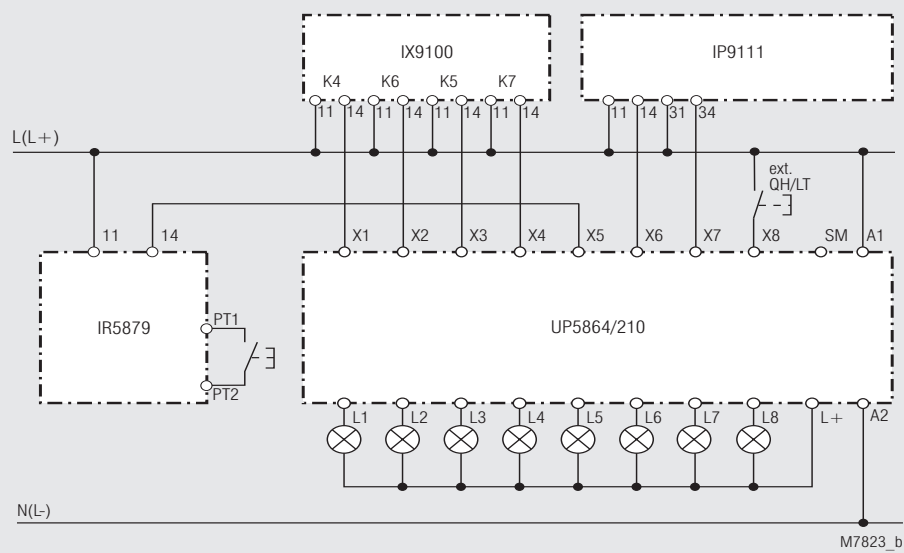 IX9100
IP9111
K4 K6 K5 K7
11 14 11 14 11 14 11 14
11 14 31 34
L(L+)
ext.
QH/LT
11 14
X1 X2 X3 X4 X5 X6 X7 X8 SM A1
IR5879
PT1
PT2
UP5864/210
L1 L2 L3 L4 L5 L6 L7 L8 L+ A2
N(L-)
M7823_b